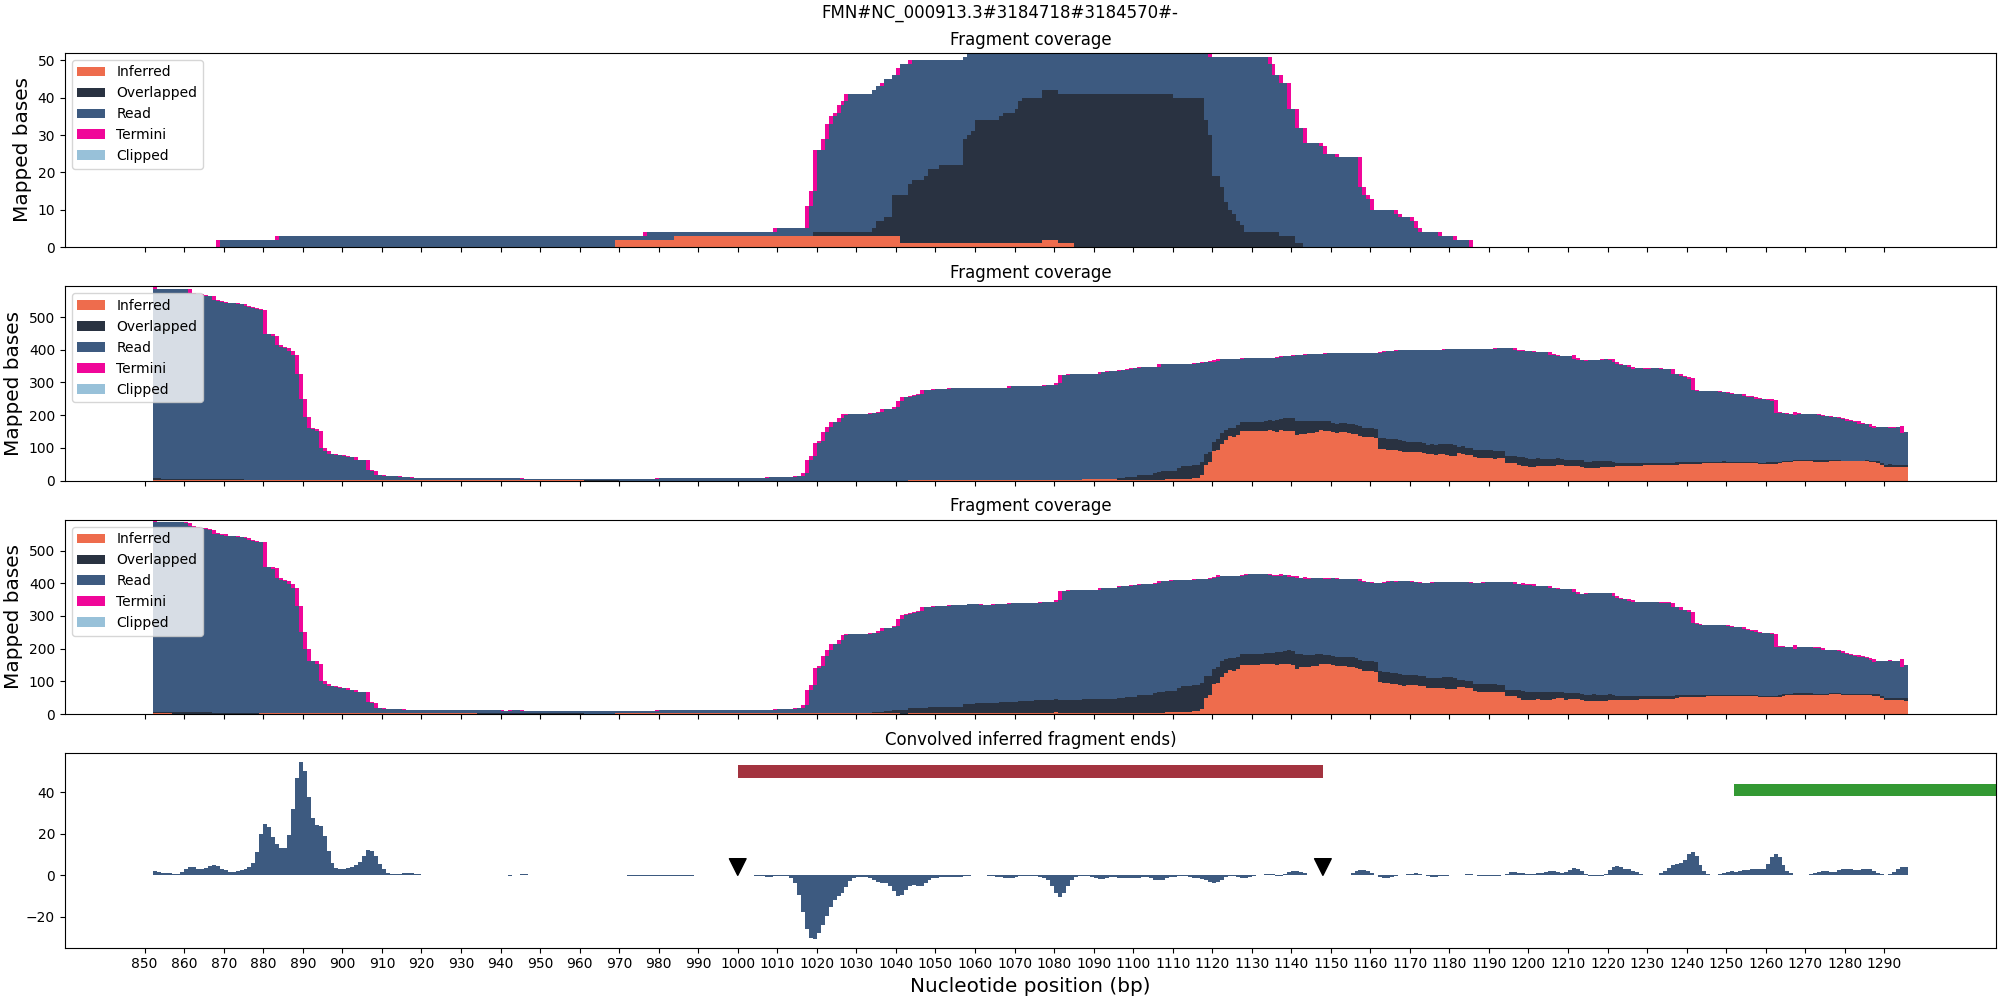 FMN#NC_000913.3#3184718#3184570#-
Fragment coverage
Mapped bases
50
40
30
20
10
0
Inferred
Overlapped
Read
Termini
Clipped
Fragment coverage
Mapped bases
500
400
300
200
100
0
Inferred
Overlapped
Read
Termini
Clipped
Fragment coverage
Mapped bases
500
400
300
200
100
0
Inferred
Overlapped
Read
Termini
Clipped
Convolved inferred fragment ends)
40
20
0
−20
850 860 870 880 890 900 910 920 930 940 950 960 970 980 990 1000 1010 1020 1030 1040 1050 1060 1070 1080 1090 1100 1110 1120 1130 1140 1150 1160 1170 1180 1190 1200 1210 1220 1230 1240 1250 1260 1270 1280 1290
Nucleotide position (bp)